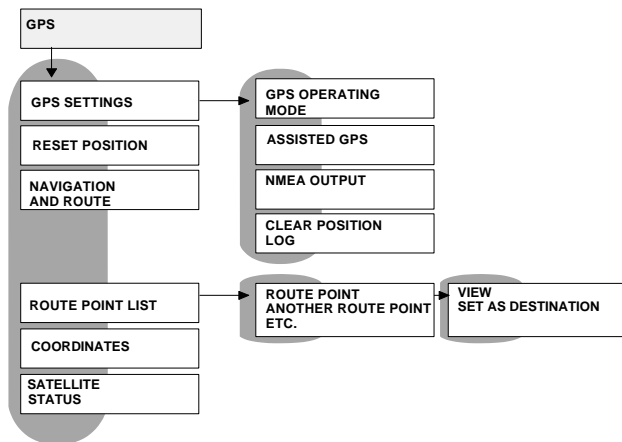 GPS
GPS SETTINGS
RESET POSITION
NAVIGATION
AND ROUTE
ROUTE POINT LIST
COORDINATES
SATELLITE
STATUS
GPS OPERATING
MODE
ASSISTED GPS
NMEA OUTPUT
CLEAR POSITION
LOG
ROUTE POINT
ANOTHER ROUTE POINT
ETC.
VIEW
SET AS DESTINATION